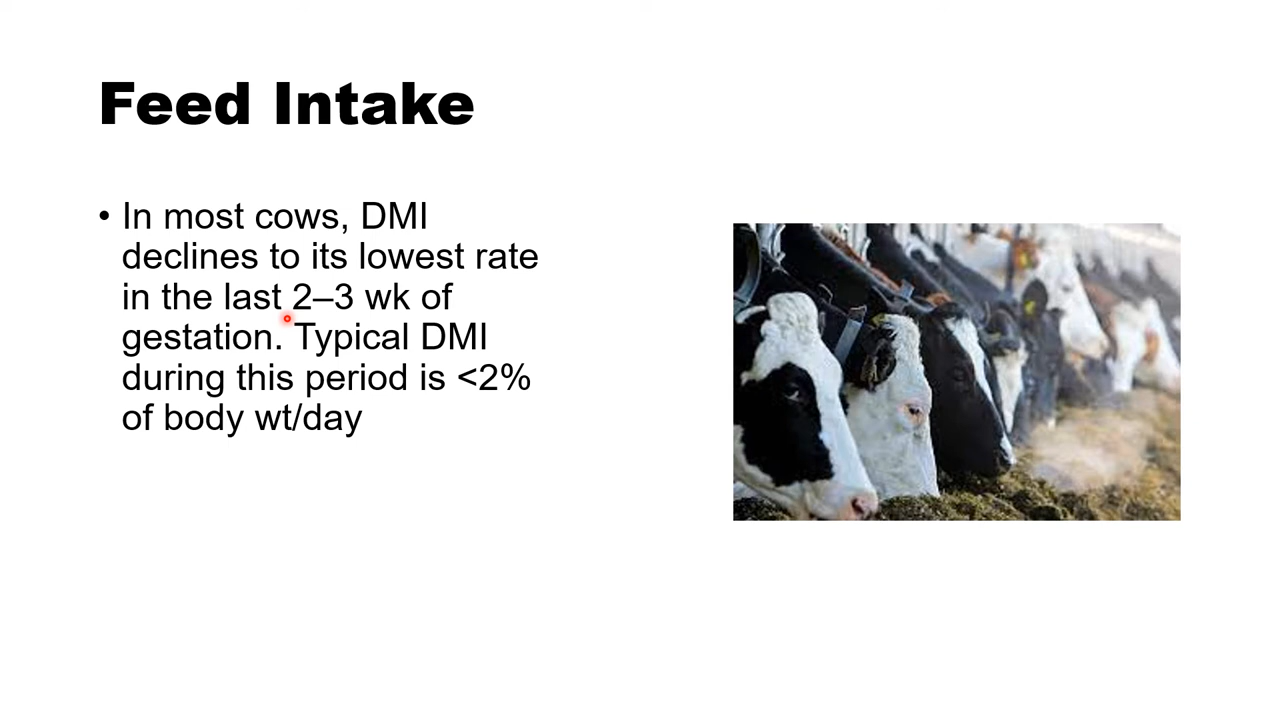 Feed Intake
• In most cows, DMI
declines to its lowest rate
in the last 2–3 wk of
gestation. Typical DMI
during this period is <2%
of body wt/day